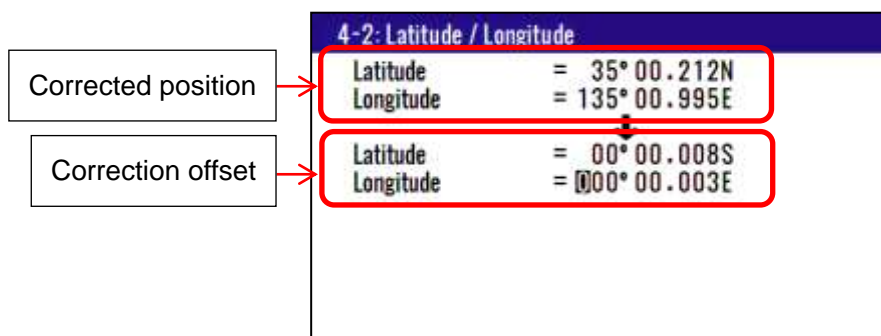 4-2: Latitude / Longitude
Corrected position
Latitude = 35° 00.212N
Longitude = 135° 00.995E
Correction offset
Latitude = 00° 00.008S
Longitude = 000° 00.003E